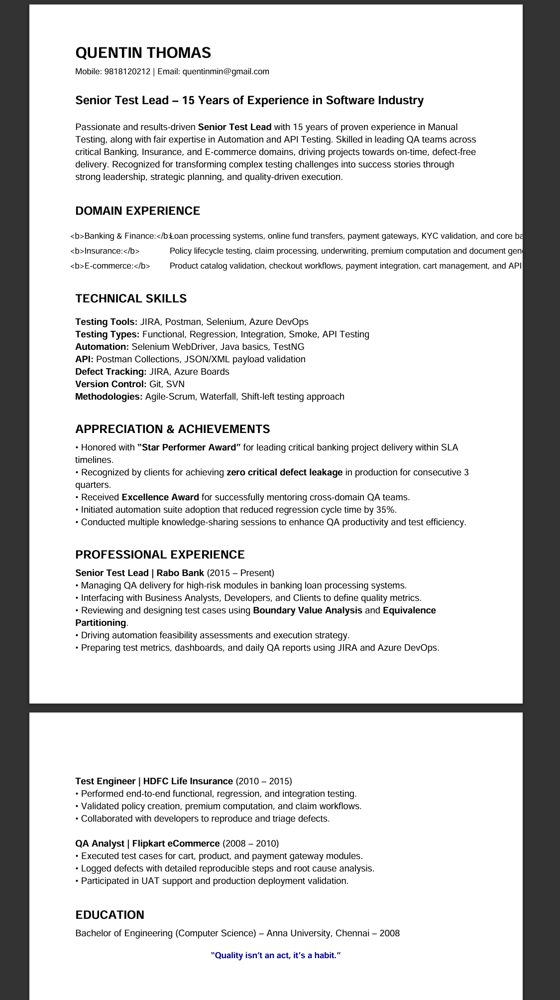 QUENTIN THOMAS
Mobile: 9818120212 | Email: quentinmin@gmail.com
Senior Test Lead – 15 Years of Experience in Software Industry
Passionate and results-driven Senior Test Lead with 15 years of proven experience in Manual
Testing, along with fair expertise in Automation and API Testing. Skilled in leading QA teams across
critical Banking, Insurance, and E-commerce domains, driving projects towards on-time, defect-free
delivery. Recognized for transforming complex testing challenges into success stories through
strong leadership, strategic planning, and quality-driven execution.
DOMAIN EXPERIENCE
<b>Banking & Finance:</b> Loan processing systems, online fund transfers, payment gateways, KYC validation, and core
<b>Insurance:</b> Policy lifecycle testing, claim processing, underwriting, premium computation and document
<b>E-commerce:</b> Product catalog validation, checkout workflows, payment integration, cart management, and API
TECHNICAL SKILLS
Testing Tools: JIRA, Postman, Selenium, Azure DevOps
Testing Types: Functional, Regression, Integration, Smoke, API Testing
Automation: Selenium WebDriver, Java basics, TestNG
API: Postman Collections, JSON/XML payload validation
Defect Tracking: JIRA, Azure Boards
Version Control: Git, SVN
Methodologies: Agile-Scrum, Waterfall, Shift-left testing approach
APPRECIATION & ACHIEVEMENTS
• Honored with “Star Performer Award” for leading critical banking project delivery within SLA
timelines.
• Recognized by clients for achieving zero critical defect leakage in production for consecutive 3
quarters.
• Received Excellence Award for successfully mentoring cross-domain QA teams.
• Initiated automation suite adoption that reduced regression cycle time by 35%.
• Conducted multiple knowledge-sharing sessions to enhance QA productivity and test efficiency.
PROFESSIONAL EXPERIENCE
Senior Test Lead | Rabo Bank (2015 – Present)
• Managing QA delivery for high-risk modules in banking loan processing systems.
• Interfacing with Business Analysts, Developers, and Clients to define quality metrics.
• Reviewing and designing test cases using Boundary Value Analysis and Equivalence
Partitioning.
• Driving automation feasibility assessments and execution strategy.
• Preparing test metrics, dashboards, and daily QA reports using JIRA and Azure DevOps.
Test Engineer | HDFC Life Insurance (2010 – 2015)
• Performed end-to-end functional, regression, and integration testing.
• Validated policy creation, premium computation, and claim workflows.
• Collaborated with developers to reproduce and triage defects.
QA Analyst | Flipkart eCommerce (2008 – 2010)
• Executed test cases for cart, product, and payment gateway modules.
• Logged defects with detailed reproducible steps and root cause analysis.
• Participated in UAT support and production deployment validation.
EDUCATION
Bachelor of Engineering (Computer Science) – Anna University, Chennai – 2008
“Quality isn’t an act, it’s a habit.”